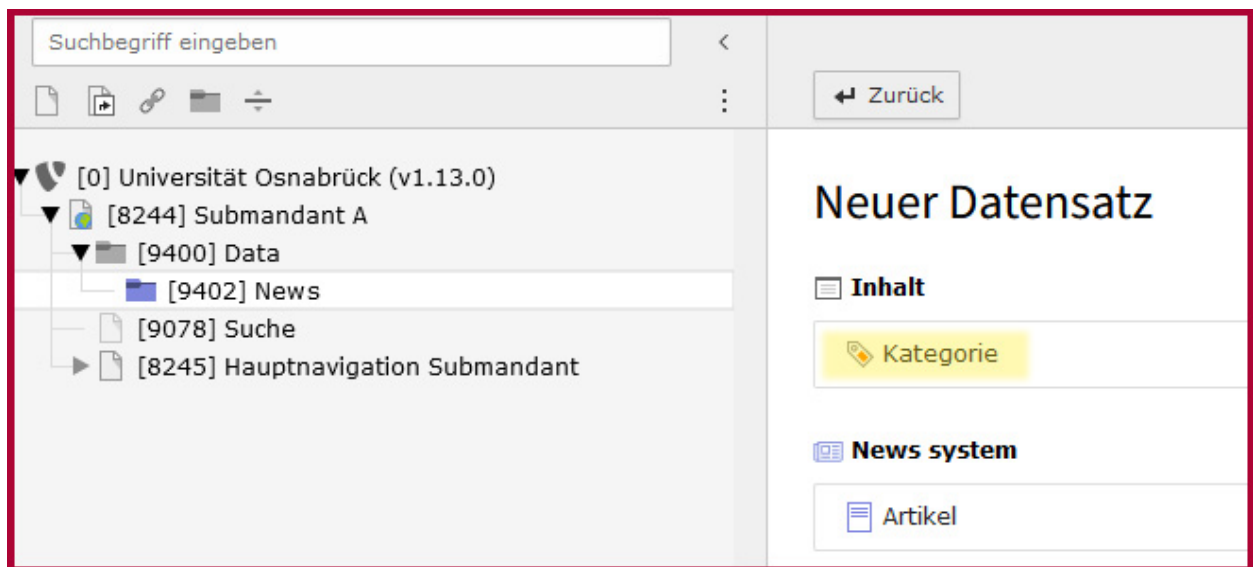 Suchbegriff eingeben
[0] Universität Osnabrück (v1.13.0)
[8244] Submandant A
[9400] Data
[9402] News
[9078] Suche
[8245] Hauptnavigation Submandant
Zurück
Neuer Datensatz
Inhalt
Kategorie
News system
Artikel